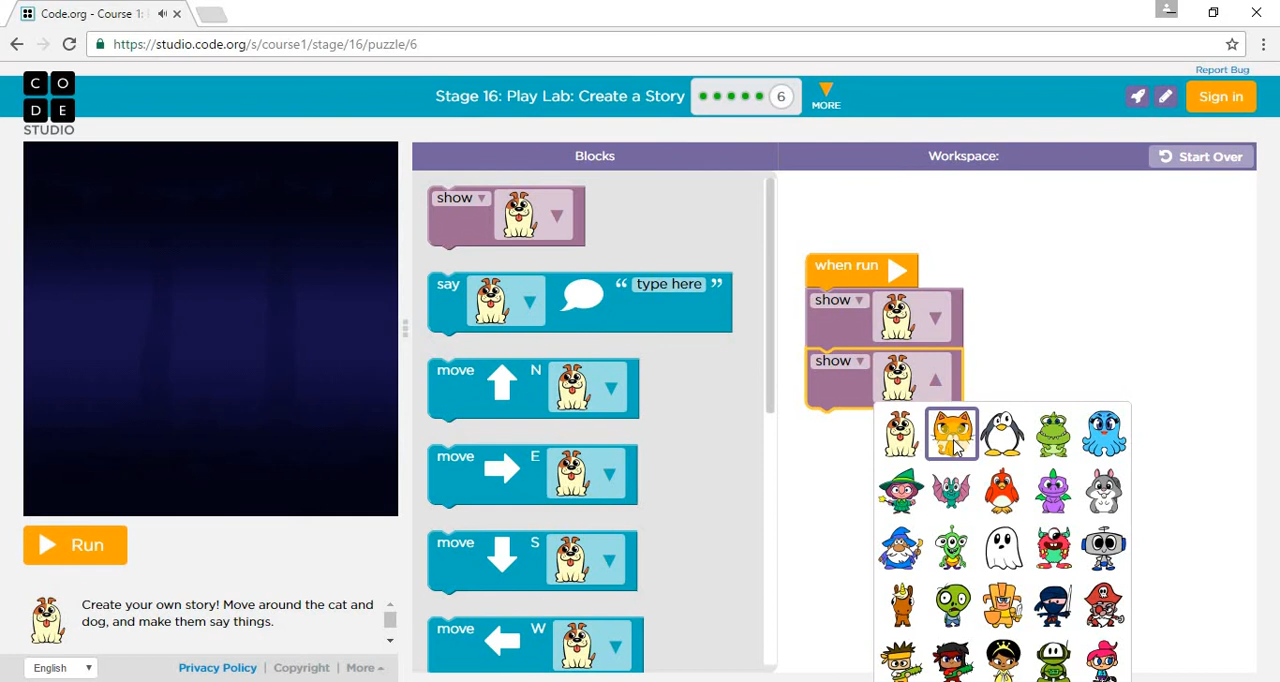 Code.org - Course 1:
https://studio.code.org/s/course1/stage/16/puzzle/6
Report Bug
C O
D E
STUDIO
Stage 16: Play Lab: Create a Story
6
MORE
Sign in
Blocks
Workspace:
Start Over
show
say “ type here ”
move N
move E
move S
move W
when run
show
show
Run
Create your own story! Move around the cat and
dog, and make them say things.
English
Privacy Policy | Copyright | More